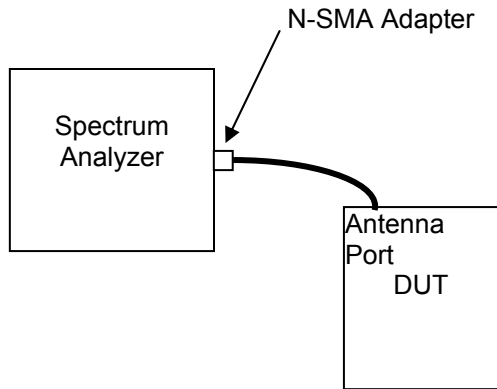 N-SMA Adapter
Spectrum
Analyzer
Antenna
Port
DUT